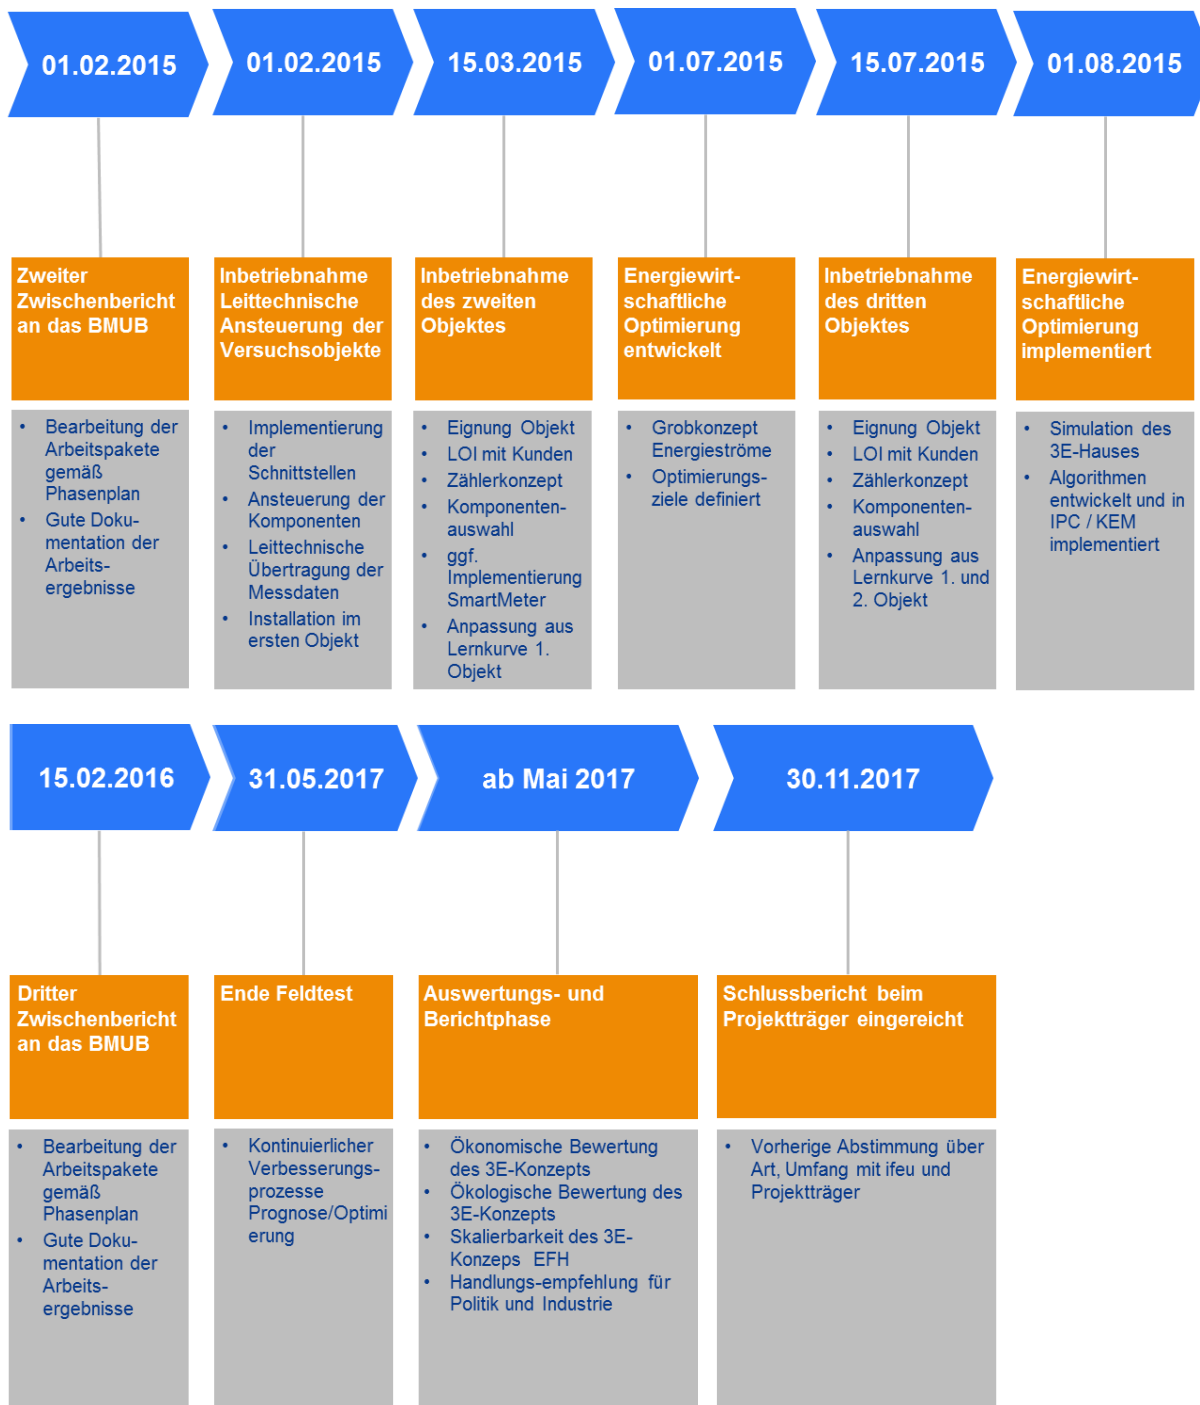 01.02.2015
01.02.2015
15.03.2015
01.07.2015
15.07.2015
01.08.2015
Zweiter
Zwischenbericht
an das BMUB
Inbetriebnahme
Leittechnische
Ansteuerung der
Versuchsobjekte
Inbetriebnahme
des zweiten
Objektes
Energiewirt-
schaftliche
Optimierung
entwickelt
Inbetriebnahme
des dritten
Objektes
Energiewirt-
schaftliche
Optimierung
implementiert
• Bearbeitung der
Arbeitspakete
gemäß
Phasenplan
• Gute Doku-
mentation der
Arbeits-
ergebnisse
• Implementierung
der
Schnittstellen
• Ansteuerung der
Komponenten
• Leittechnische
Übertragung der
Messdaten
• Installation im
ersten Objekt
• Eignung Objekt
• LOI mit Kunden
• Zählerkonzept
• Komponenten-
auswahl
• ggf.
Implementierung
SmartMeter
• Anpassung aus
Lernkurve 1.
Objekt
• Grobkonzept
Energieströme
• Optimierungs-
ziele definiert
• Eignung Objekt
• LOI mit Kunden
• Zählerkonzept
• Komponenten-
auswahl
• Anpassung aus
Lernkurve 1. und
2. Objekt
• Simulation des
3E-Hauses
• Algorithmen
entwickelt und in
IPC / KEM
implementiert
15.02.2016
31.05.2017
ab Mai 2017
30.11.2017
Dritter
Zwischenbericht
an das BMUB
Ende Feldtest
Auswertungs- und
Berichtphase
Schlussbericht beim
Projektträger eingereicht
• Bearbeitung der
Arbeitspakete
gemäß
Phasenplan
• Gute Doku-
mentation der
Arbeits-
ergebnisse
• Kontinuierlicher
Verbesserungs-
prozesse
Prognose/Optimi
erung
• Ökonomische Bewertung
des 3E-Konzepts
• Ökologische Bewertung des
3E-Konzepts
• Skalierbarkeit des 3E-
Konzeps EFH
• Handlungs-empfehlung für
Politik und Industrie
• Vorherige Abstimmung über
Art, Umfang mit ifeu und
Projektträger